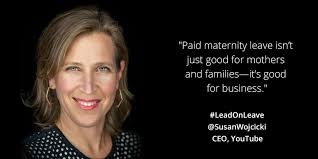 "Paid maternity leave isn't
just good for mothers
and families—it's good
for business."
#LeadOnLeave
@SusanWojcicki
CEO, YouTube